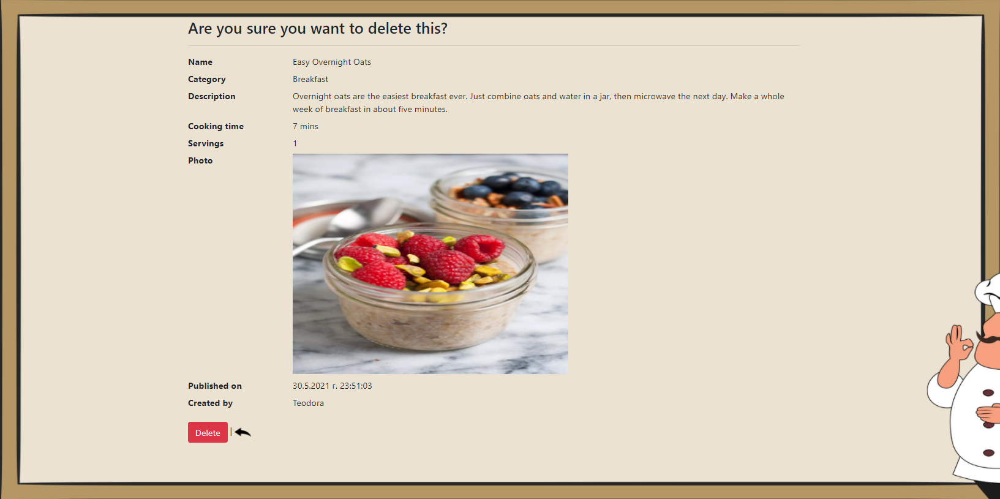 Are you sure you want to delete this?
Name
Easy Overnight Oats
Category
Breakfast
Description
Overnight oats are the easiest breakfast ever. Just combine oats and water in a jar, then microwave the next day. Make a whole
week of breakfast in about five minutes.
Cooking time
7 mins
Servings
1
Photo
Published on
30.5.2021 г. 23:51:03
Created by
Teodora
Delete |